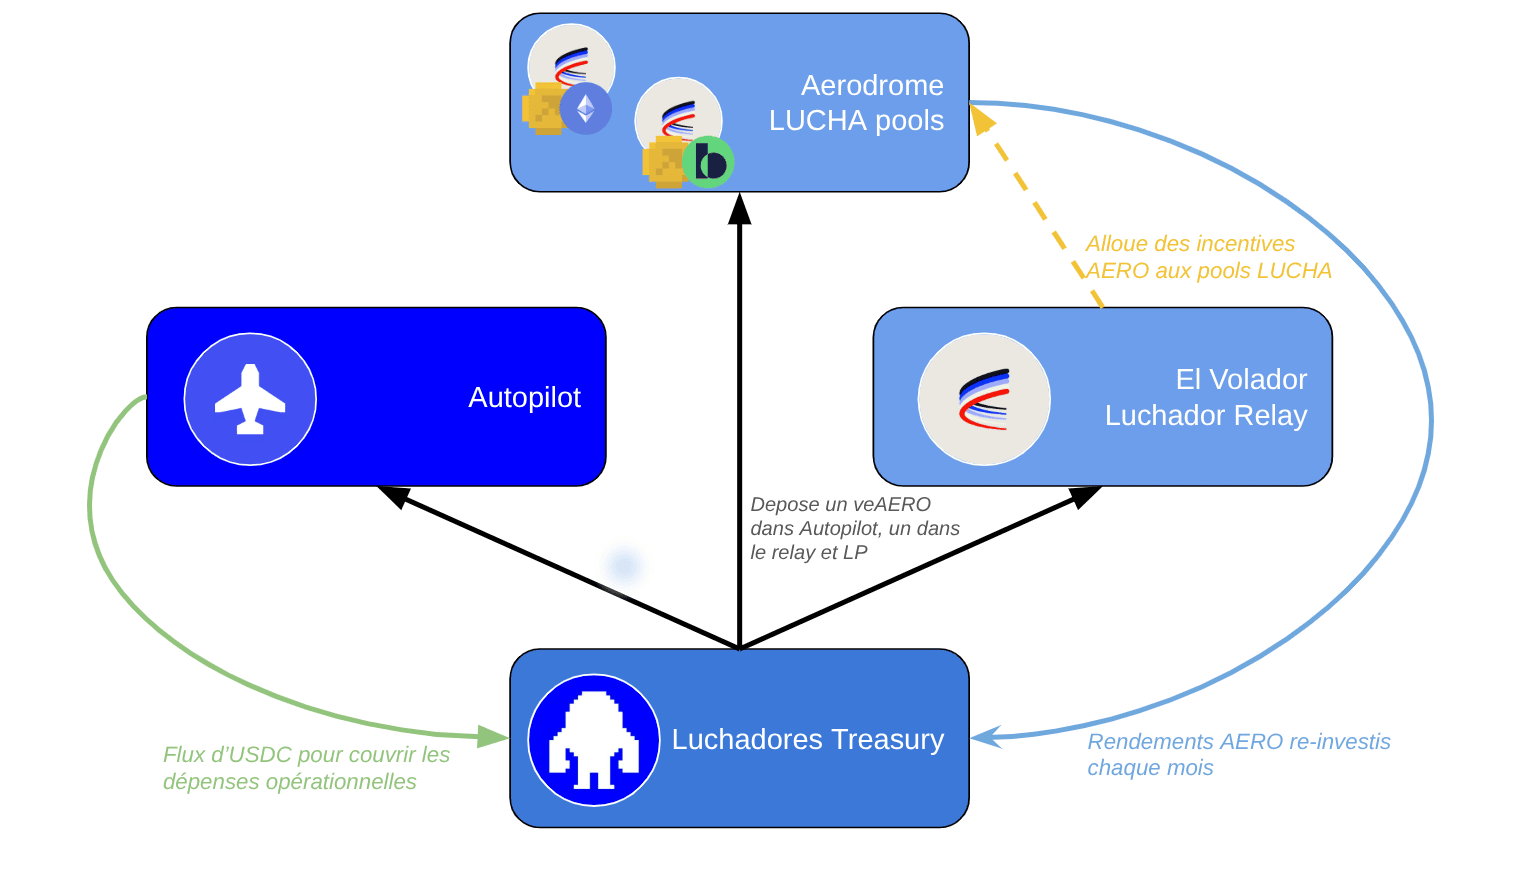 Aerodrome
LUCHA pools
Alloue des incentives
AERO aux pools LUCHA
Autopilot
El Volador
Luchador Relay
Depose un veAERO
dans Autopilot, un dans
le relay et LP
Luchadores Treasury
Flux d’USDC pour couvrir les
dépenses opérationnelles
Rendements AERO re-investis
chaque mois